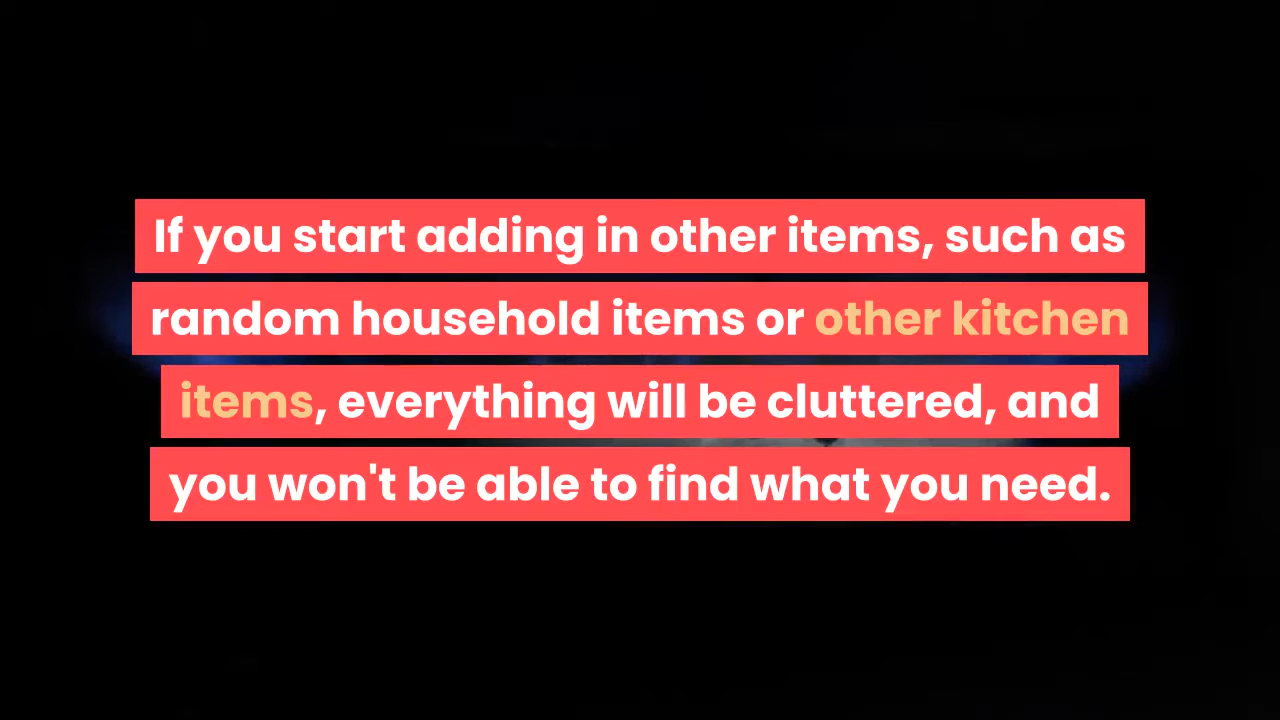 If you start adding in other items, such as
random household items or other kitchen
items, everything will be cluttered, and
you won't be able to find what you need.